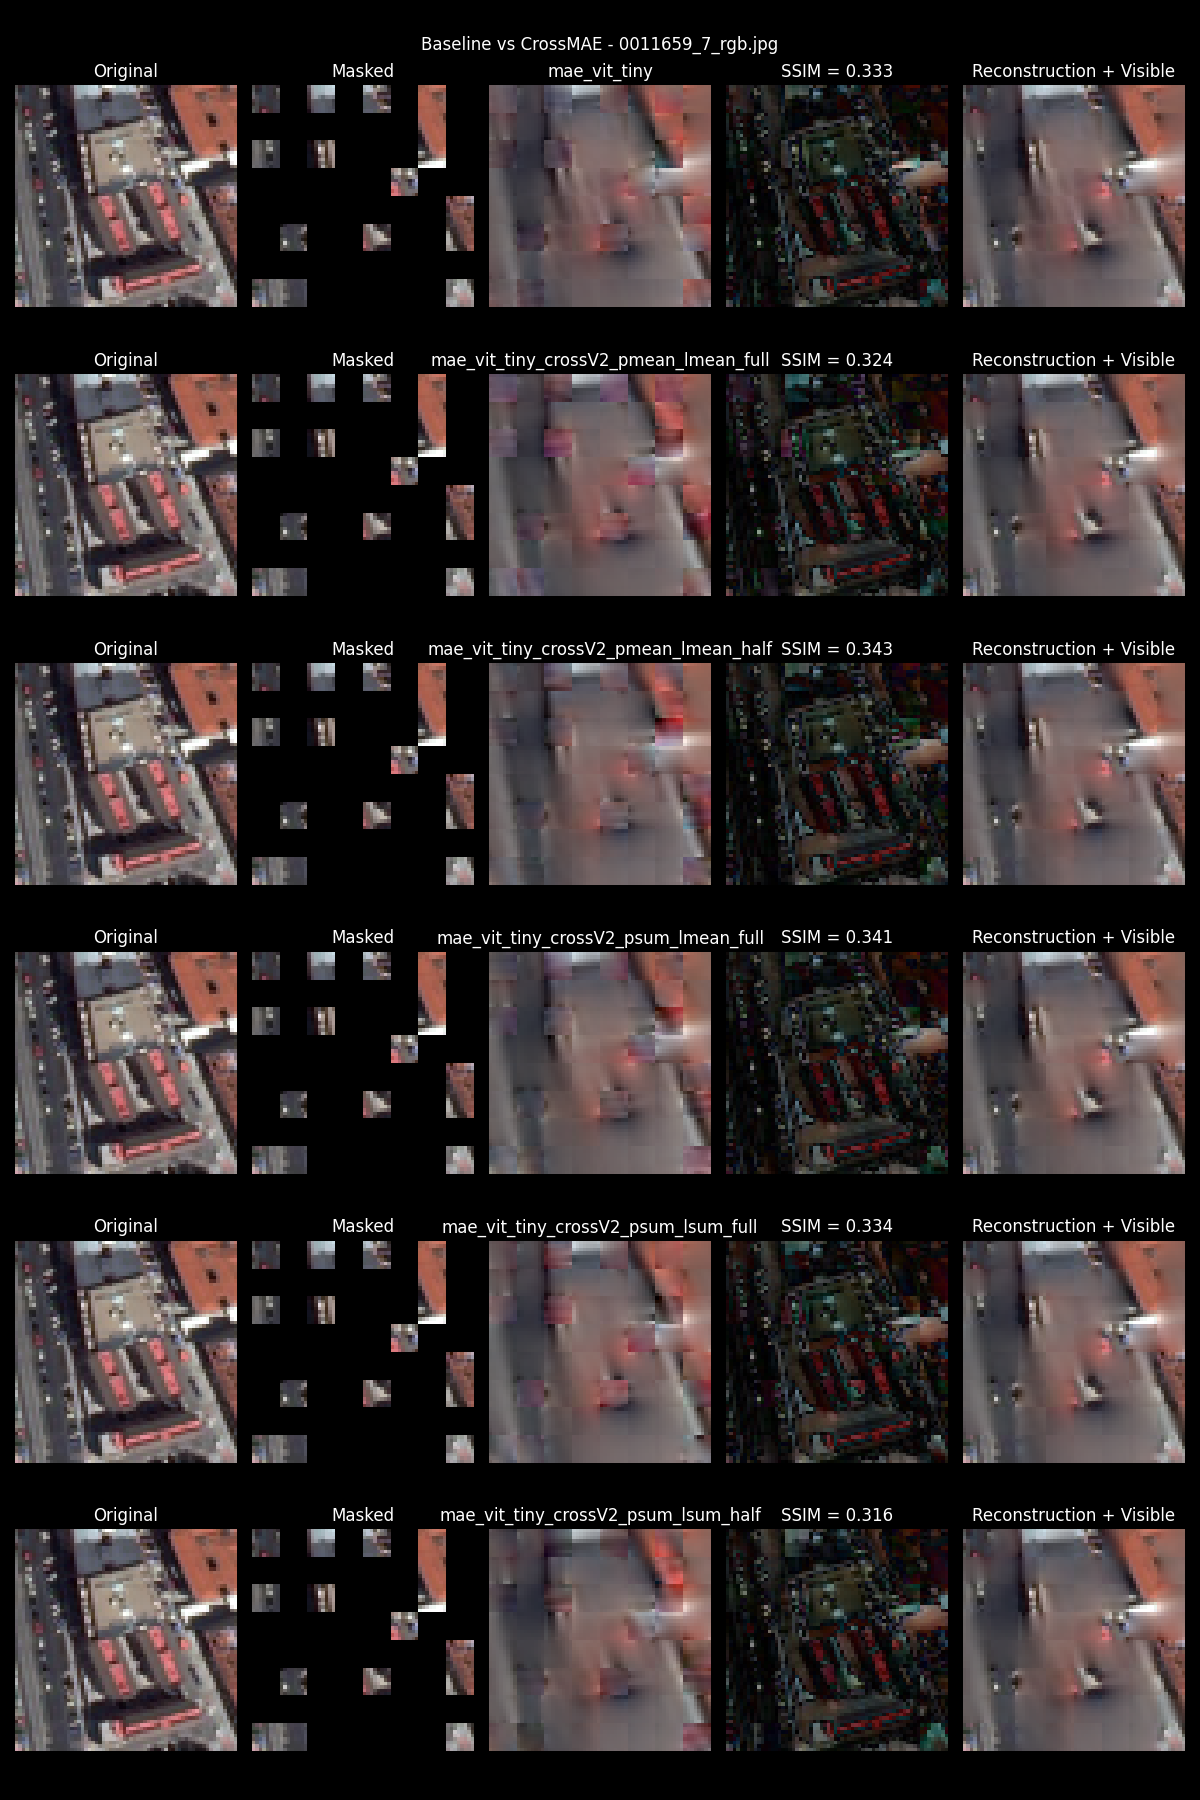 Baseline vs CrossMAE - 0011659_7_rgb.jpg
Original Masked mae_vit_tiny SSIM = 0.333 Reconstruction + Visible
Original Masked mae_vit_tiny_crossV2_pmean_lmean_full SSIM = 0.324 Reconstruction + Visible
Original Masked mae_vit_tiny_crossV2_pmean_lmean_half SSIM = 0.343 Reconstruction + Visible
Original Masked mae_vit_tiny_crossV2_psum_lmean_full SSIM = 0.341 Reconstruction + Visible
Original Masked mae_vit_tiny_crossV2_psum_lsum_full SSIM = 0.334 Reconstruction + Visible
Original Masked mae_vit_tiny_crossV2_psum_lsum_half SSIM = 0.316 Reconstruction + Visible